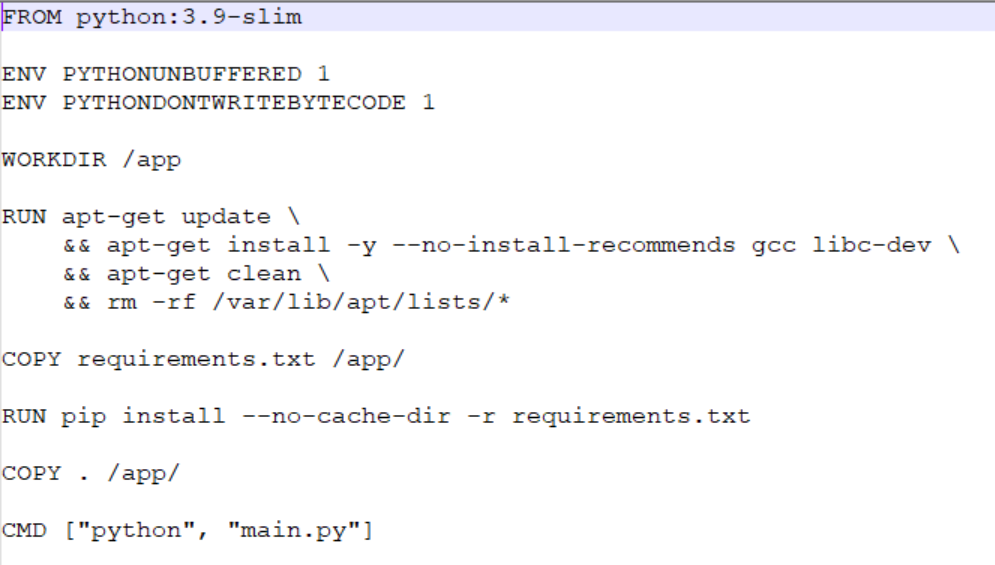 FROM python:3.9-slim
ENV PYTHONUNBUFFERED 1
ENV PYTHONDONTWRITEBYTECODE 1
WORKDIR /app
RUN apt-get update \
    && apt-get install -y --no-install-recommends gcc libc-dev \
    && apt-get clean \
    && rm -rf /var/lib/apt/lists/*
COPY requirements.txt /app/
RUN pip install --no-cache-dir -r requirements.txt
COPY . /app/
CMD ["python", "main.py"]